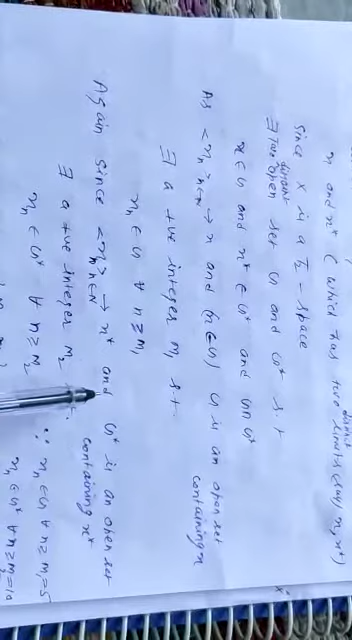 x and x* (which has two distinct limits (say x, x*)
Since X is a T2 - space
∃ two distinct open set G and G* s.t
x ∈ G and x* ∈ G* and G ∩ G*
As <xn>n∈N → x and (x ∈ G) G is an open set containing x
∃ a +ve integer m1 s.t
xn ∈ G ∀ n ≥ m1
Again since <xn>n∈N → x* and G* is an open set containing x*
∃ a +ve integer m2
xn ∈ G* ∀ n ≥ m2
∵ xn ∈ G ∀ n ≥ m1 = 5
xn ∈ G* ∀ n ≥ m2 = 10